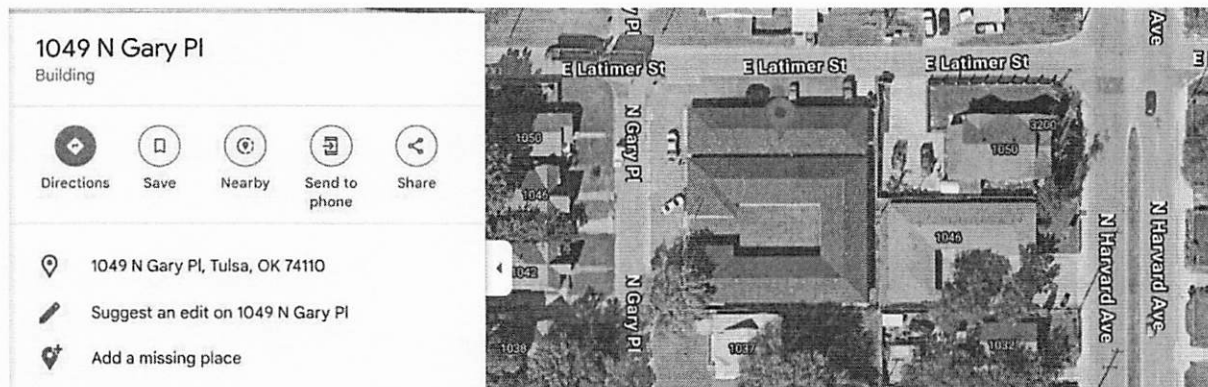 1049 N Gary Pl
Building
Directions
Save
Nearby
Send to
phone
Share
1049 N Gary Pl, Tulsa, OK 74110
Suggest an edit on 1049 N Gary Pl
Add a missing place
y Pl
Ave
E Latimer St
E Latimer St
E Latimer St
E
N Gary Pl
N Gary Pl
N Harvard Ave
N Harvard Ave
1050
1046
1042
1038
1037
3200
1050
1046
1032